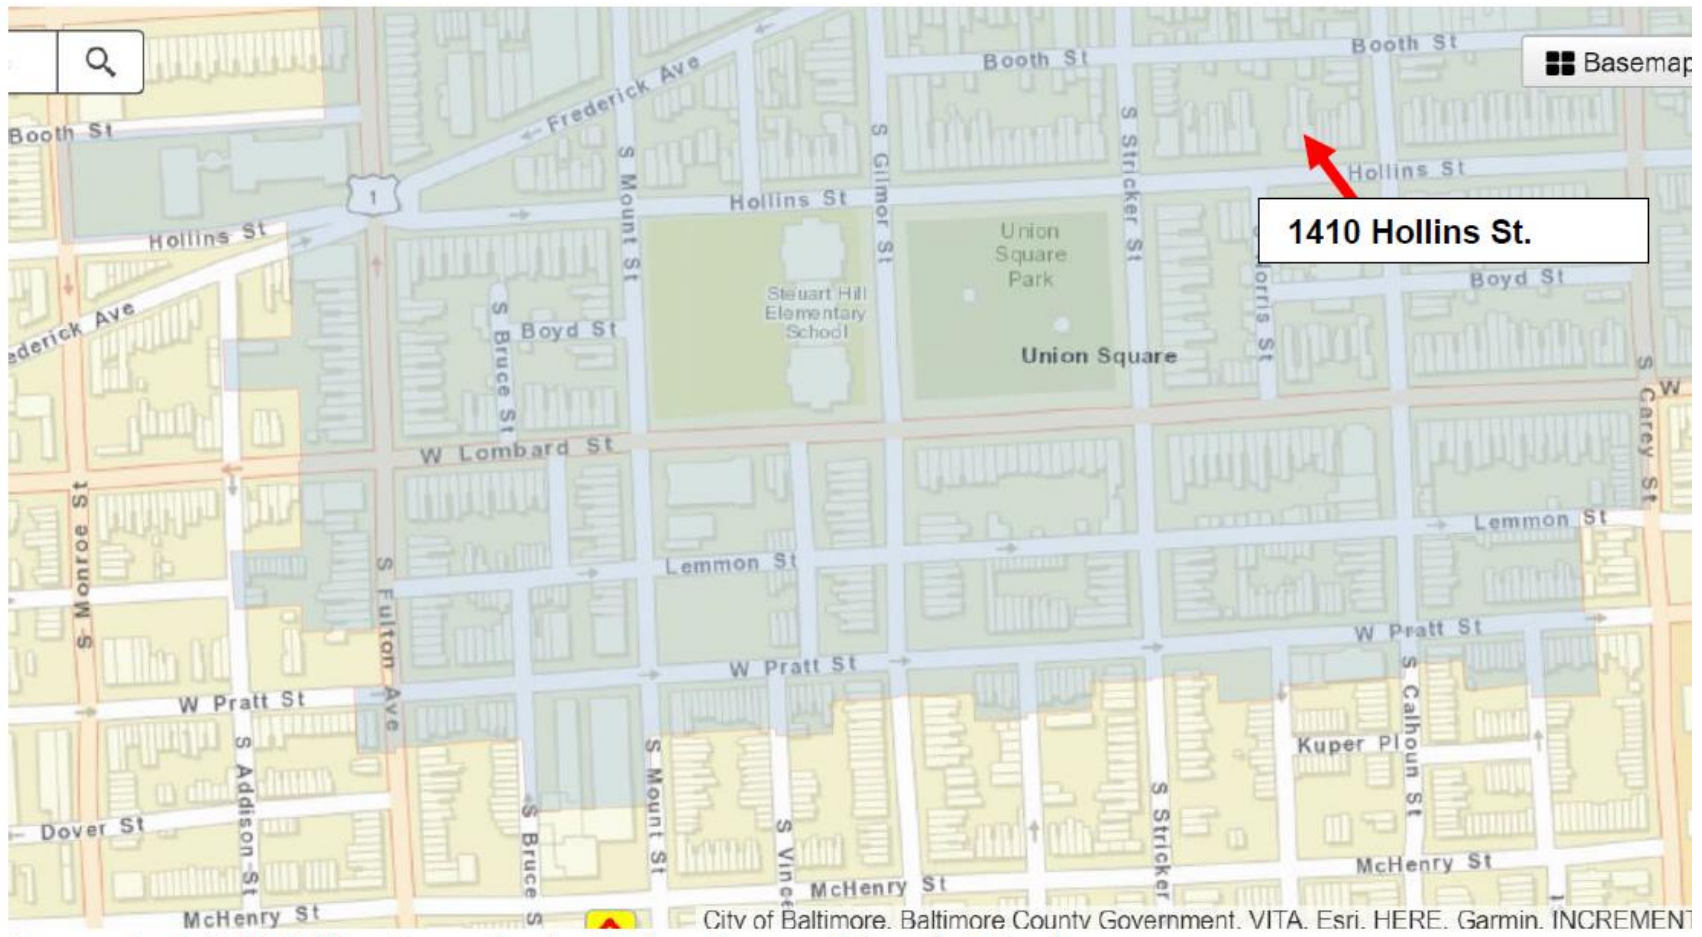 Booth St
Booth St
Basemap
Frederick Ave
Booth St
1
S Mount St
S Gilmor St
S Stricker St
Hollins St
Hollins St
Hollins St
1410 Hollins St.
Union
Square
Park
Boyd St
Steuart Hill
Elementary
School
Boyd St
S Bruce St
Union Square
ederick Ave
orris St
S Carey St
W
W Lombard St
S Monroe St
Lemmon St
Lemmon St
S Fulton Ave
W Pratt St
W Pratt St
W Pratt St
S Calhoun St
Kuper Pl
S Addison St
S Mount St
S Stricker
Dover St
S Bruce S
S Vince
McHenry St
McHenry St
McHenry St
City of Baltimore, Baltimore County Government, VITA, Esri, HERE, Garmin, INCREMENT